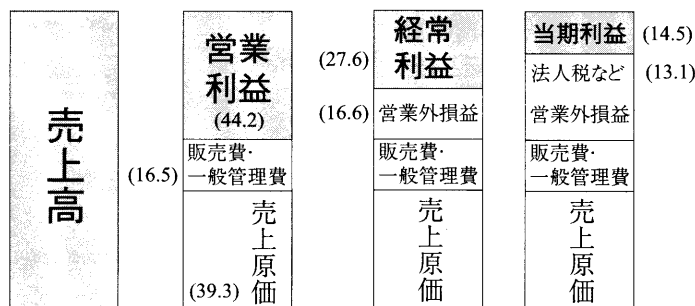 売上高
営業
利益
(44.2)
(16.5)
販売費・
一般管理費
売上原価
(39.3)
経常
利益
(27.6)
(16.6)
営業外損益
販売費・
一般管理費
売上原価
当期利益
(14.5)
法人税など
(13.1)
営業外損益
販売費・
一般管理費
売上原価